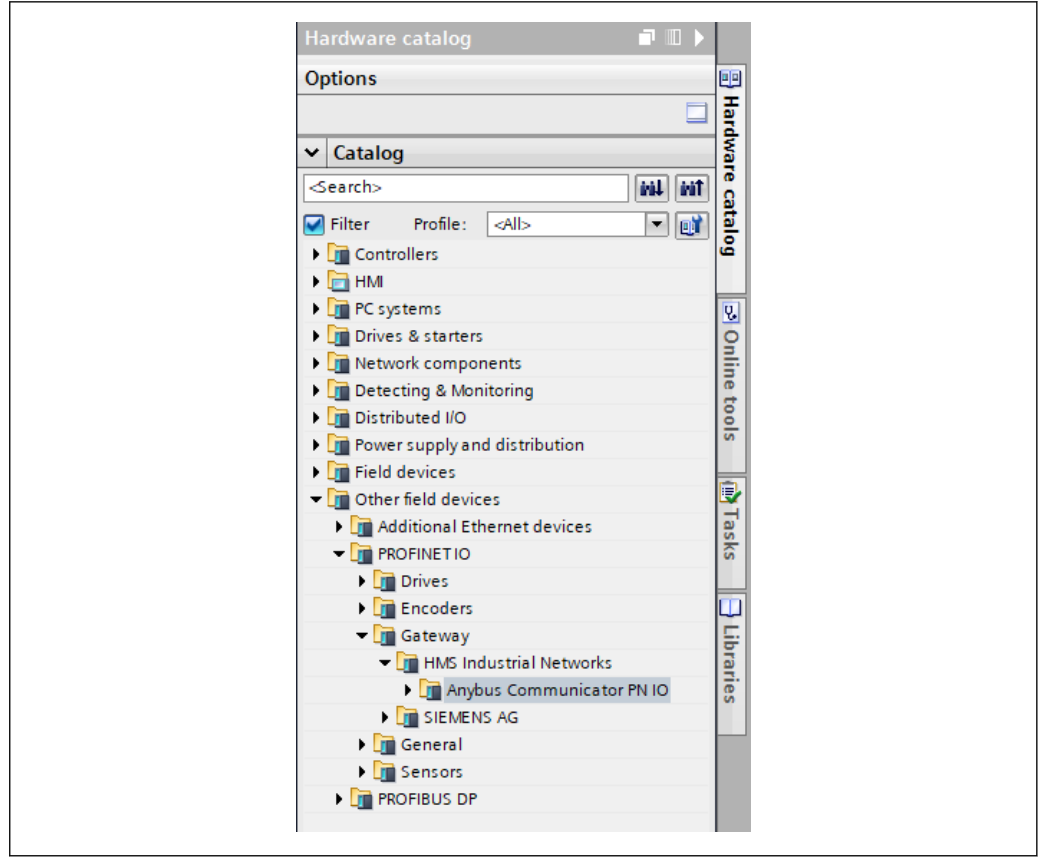 Hardware catalog
Options
Catalog
<Search>
Filter Profile: <All>
Controllers
HMI
PC systems
Drives & starters
Network components
Detecting & Monitoring
Distributed I/O
Power supply and distribution
Field devices
Other field devices
Additional Ethernet devices
PROFINET IO
Drives
Encoders
Gateway
HMS Industrial Networks
Anybus Communicator PN IO
SIEMENS AG
General
Sensors
PROFIBUS DP
Hardware catalog
Online tools
Tasks
Libraries